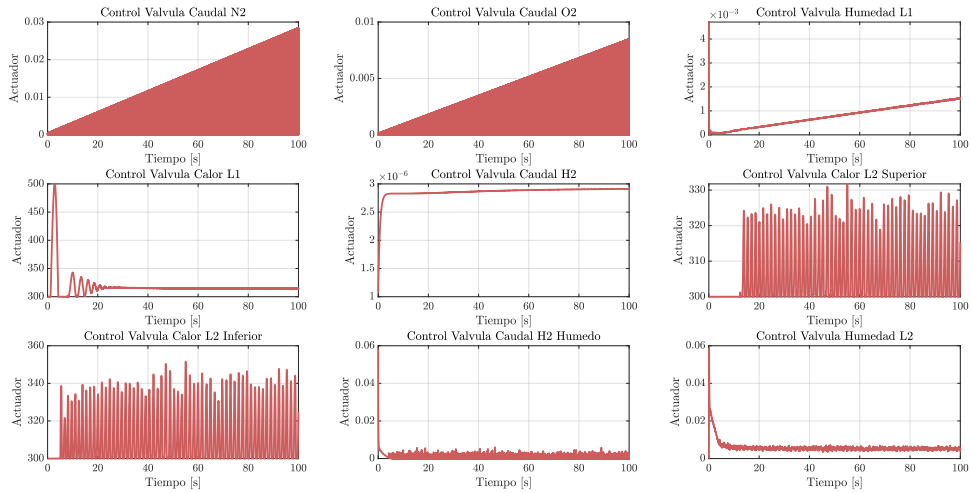 Control Valvula Caudal N2
Actuador
0.03
0.02
0.01
0
0 20 40 60 80 100
Tiempo [s]
Control Valvula Caudal O2
Actuador
0.01
0.005
0
0 20 40 60 80 100
Tiempo [s]
Control Valvula Humedad L1
×10⁻³
Actuador
4
3
2
1
0
0 20 40 60 80 100
Tiempo [s]
Control Valvula Calor L1
Actuador
500
450
400
350
300
0 20 40 60 80 100
Tiempo [s]
Control Valvula Caudal H2
×10⁻⁶
Actuador
3
2.5
2
1.5
1
0 20 40 60 80 100
Tiempo [s]
Control Valvula Calor L2 Superior
Actuador
330
320
310
300
0 20 40 60 80 100
Tiempo [s]
Control Valvula Calor L2 Inferior
Actuador
360
340
320
300
0 20 40 60 80 100
Tiempo [s]
Control Valvula Caudal H2 Humedo
Actuador
0.06
0.04
0.02
0
0 20 40 60 80 100
Tiempo [s]
Control Valvula Humedad L2
Actuador
0.06
0.04
0.02
0
0 20 40 60 80 100
Tiempo [s]